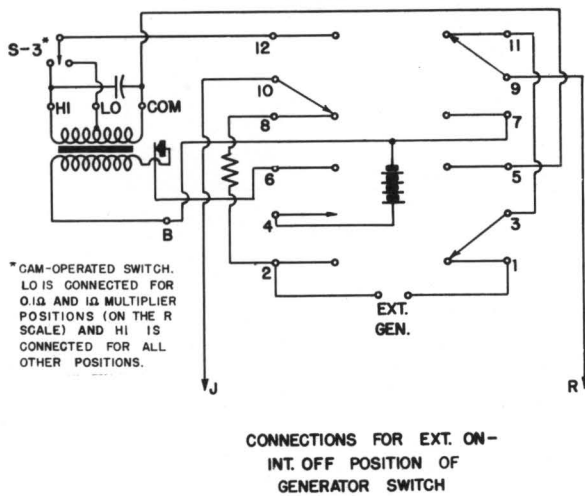 S-3*
HI LO COM
12
10
8
6
4
2
B
11
9
7
5
3
1
EXT.
GEN.
* CAM-OPERATED SWITCH.
LO IS CONNECTED FOR
0.1Ω AND 1Ω MULTIPLIER
POSITIONS (ON THE R
SCALE) AND HI IS
CONNECTED FOR ALL
OTHER POSITIONS.
J
R
CONNECTIONS FOR EXT. ON-
INT. OFF POSITION OF
GENERATOR SWITCH